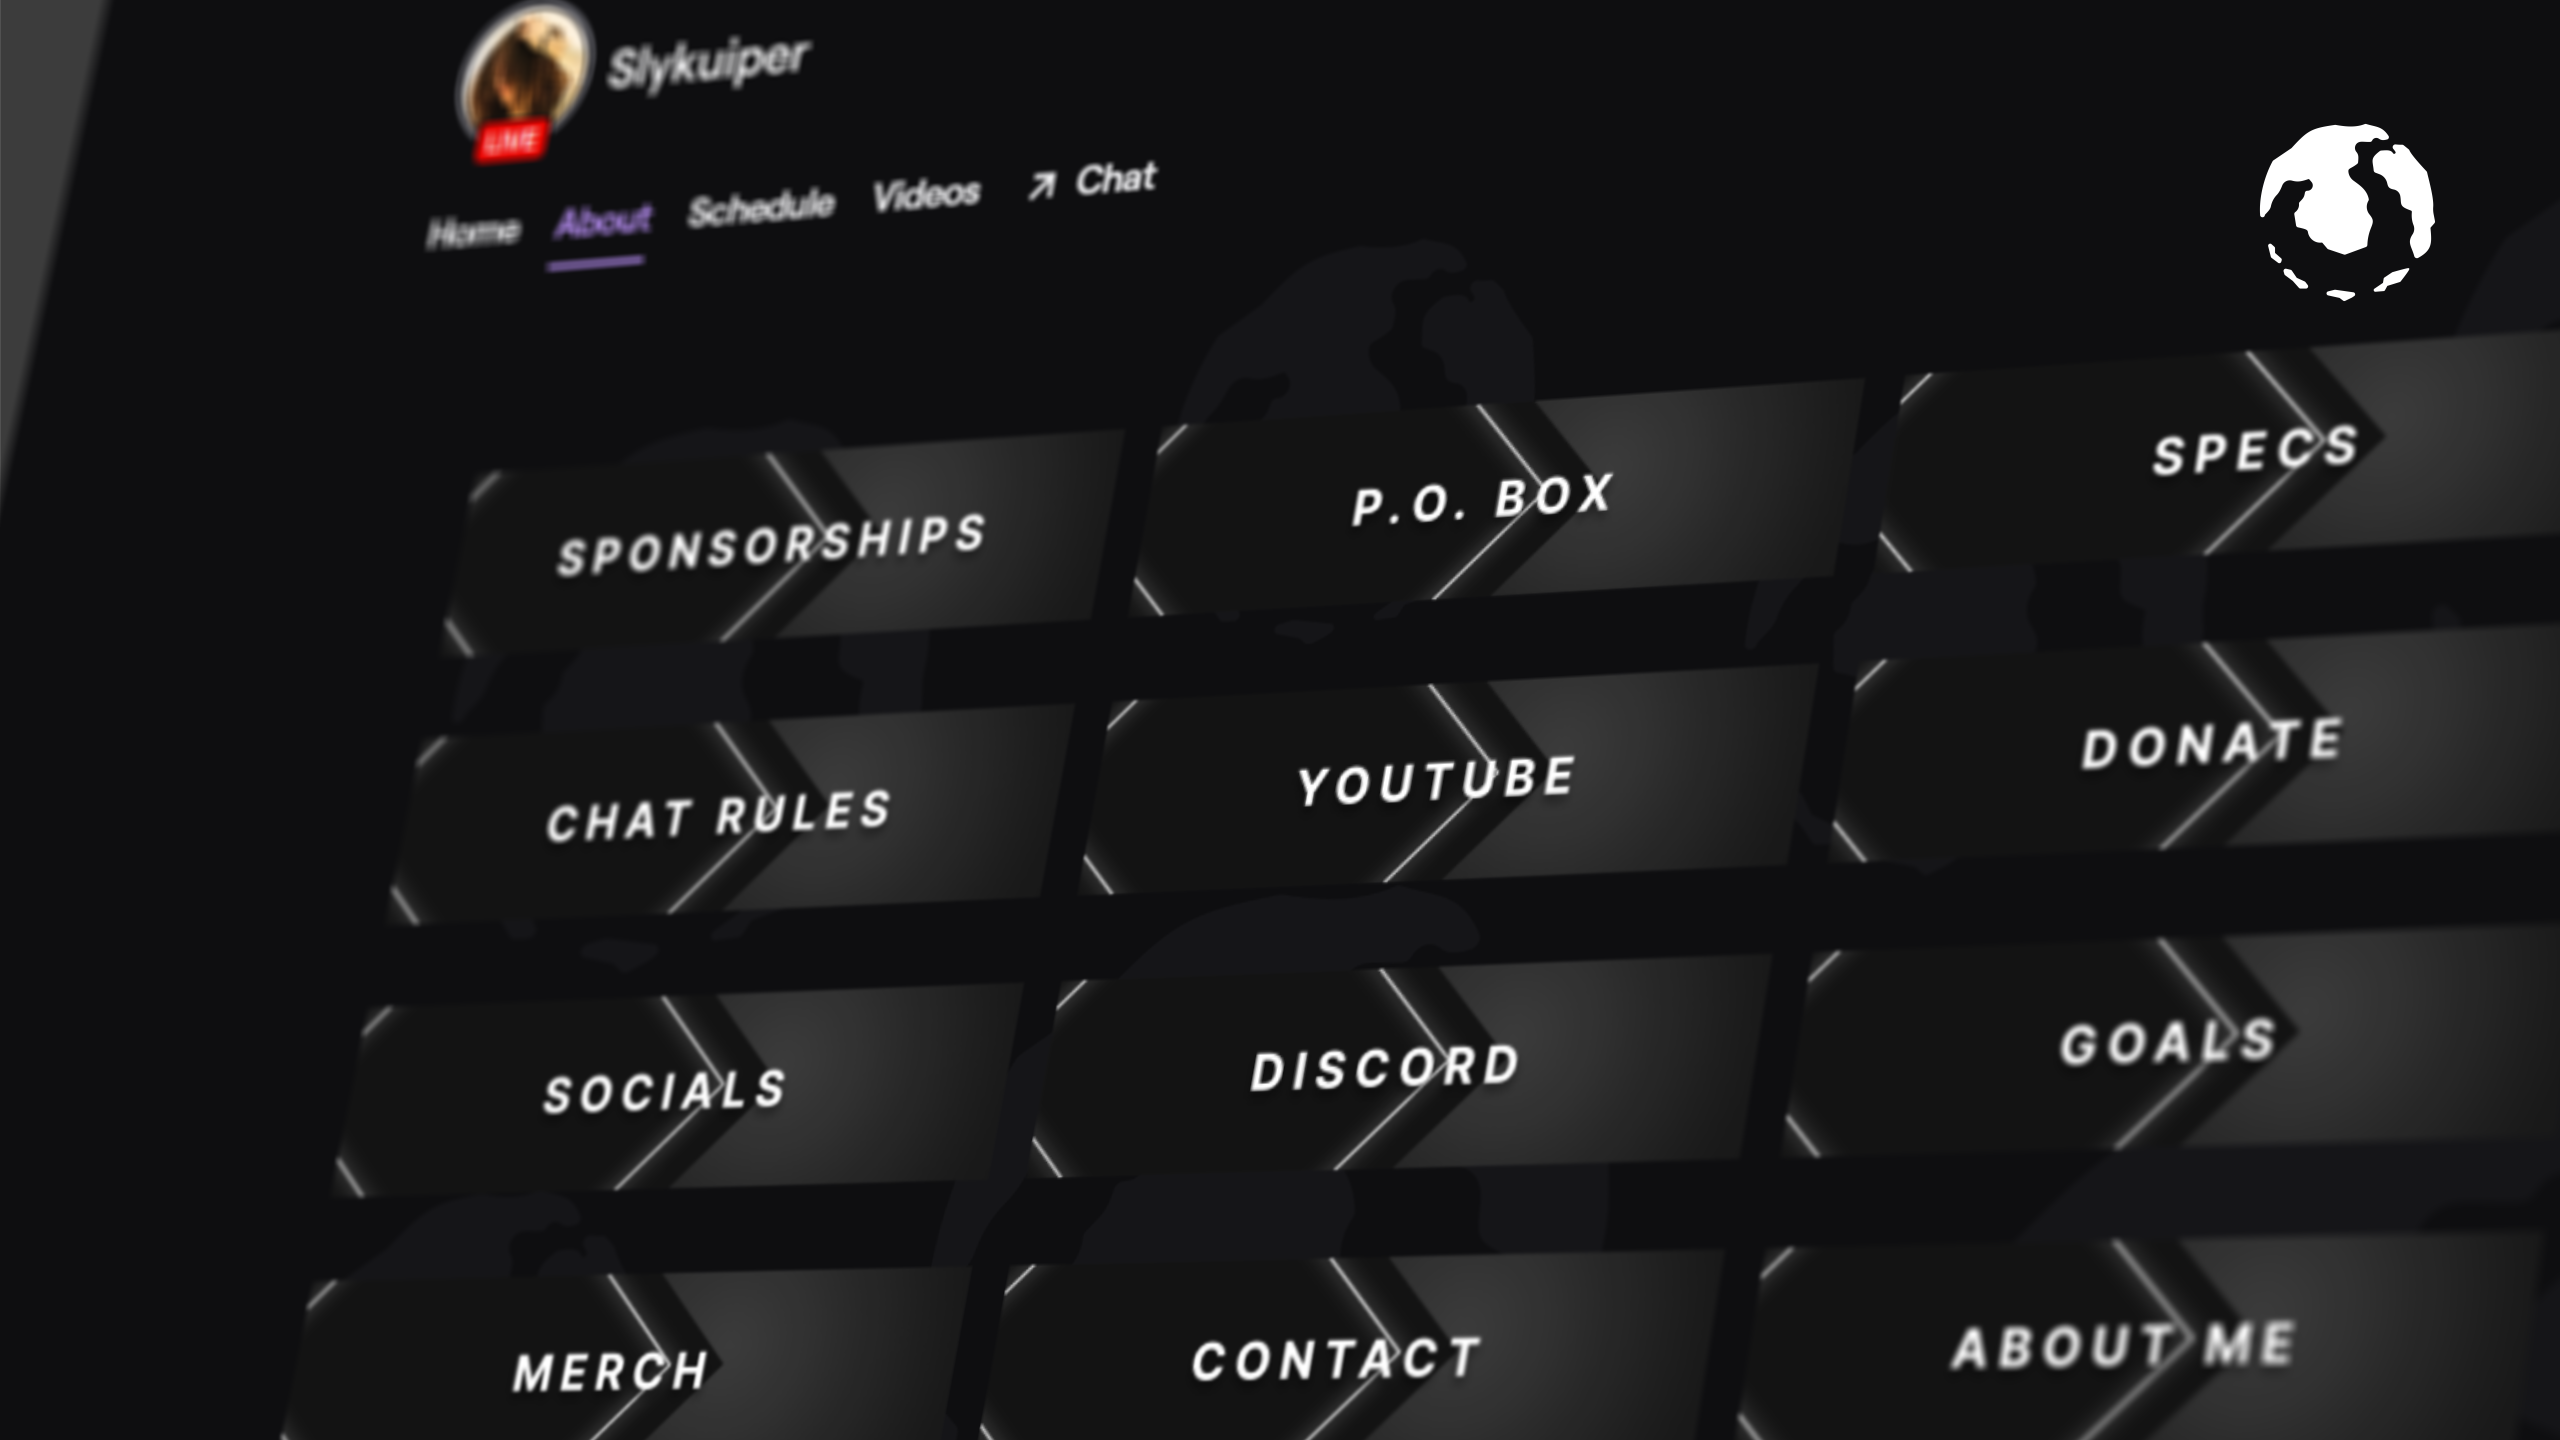 Slykuiper
LIVE
Home About Schedule Videos Chat
SPONSORSHIPS P.O. BOX SPECS
CHAT RULES YOUTUBE DONATE
SOCIALS DISCORD GOALS
MERCH CONTACT ABOUT ME